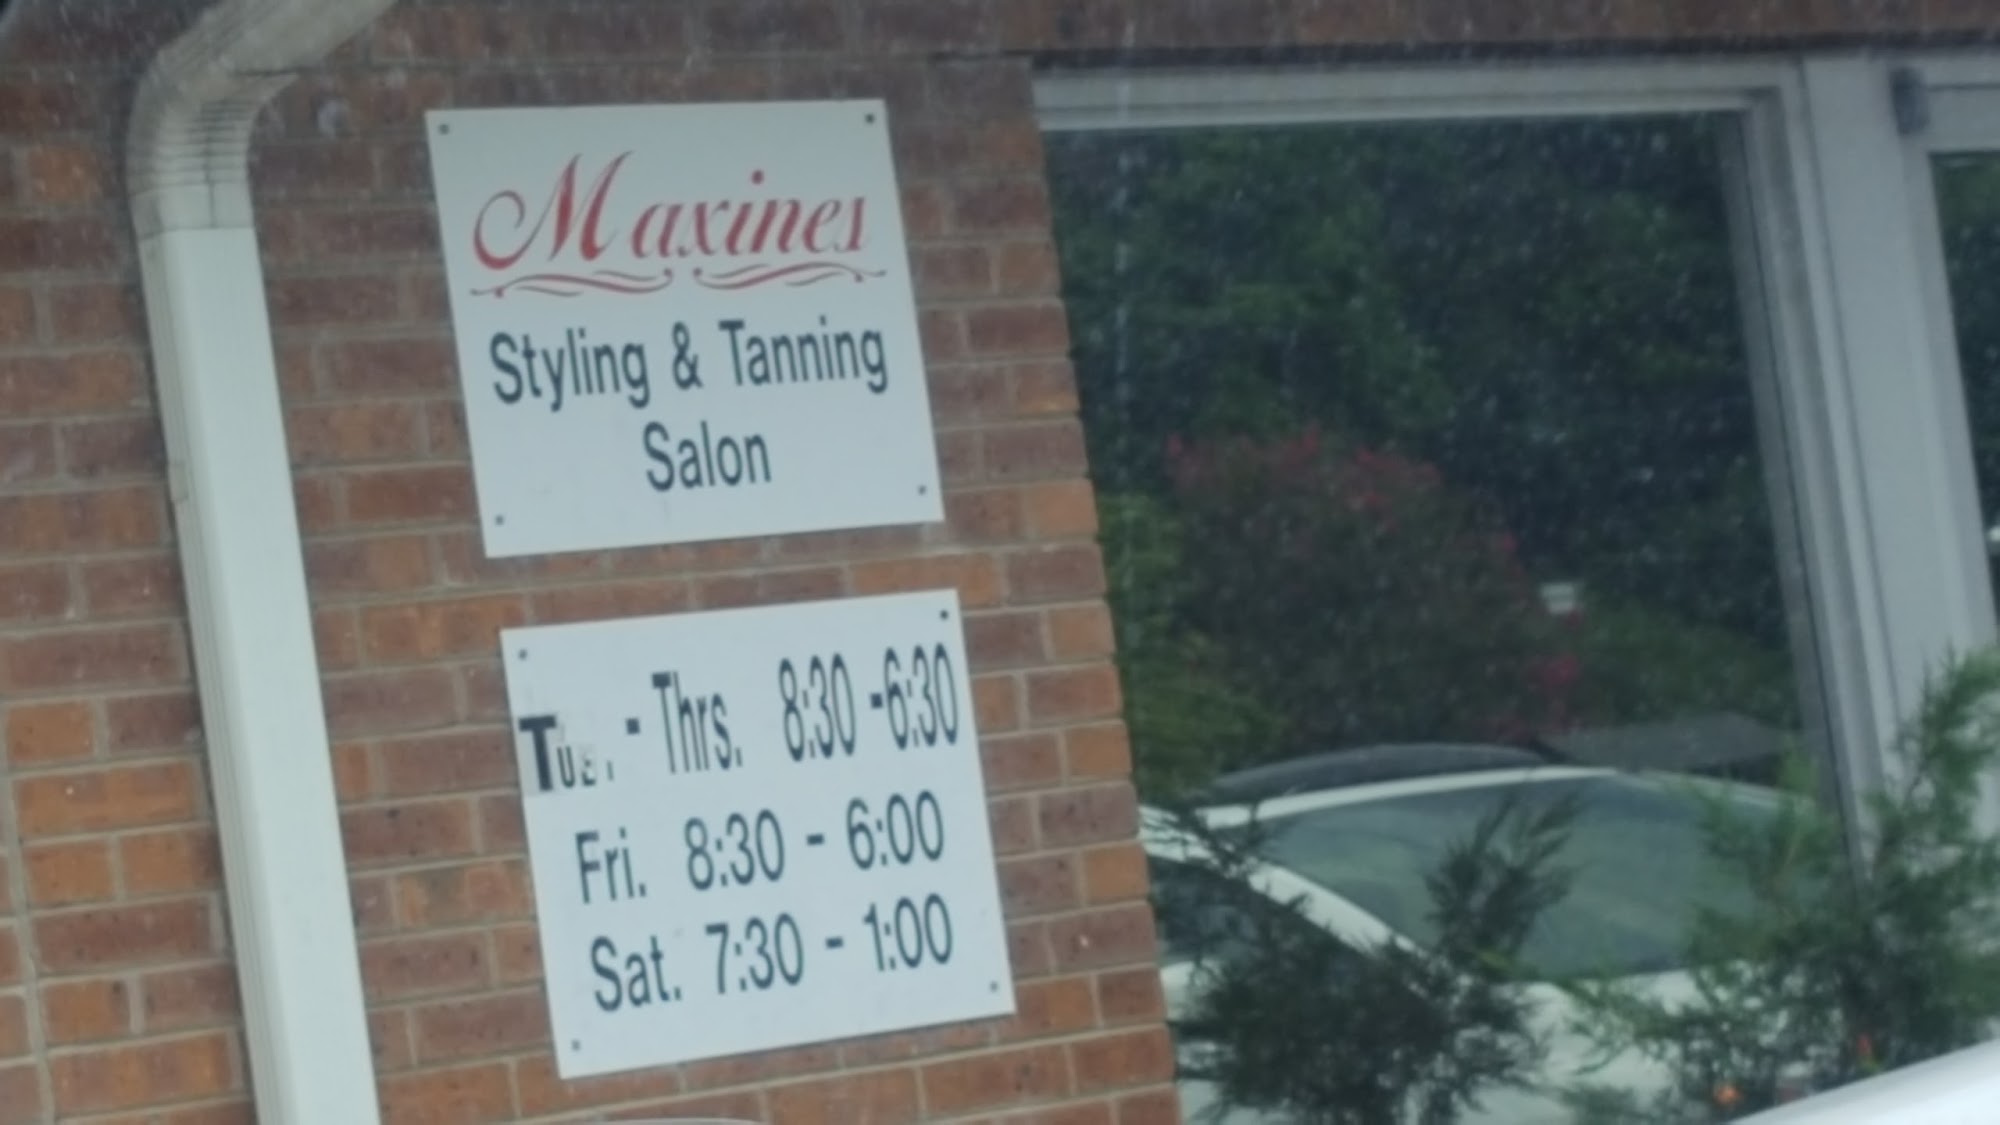 Maxines
Styling & Tanning
Salon
Tue. - Thrs. 8:30 -6:30
Fri. 8:30 - 6:00
Sat. 7:30 - 1:00